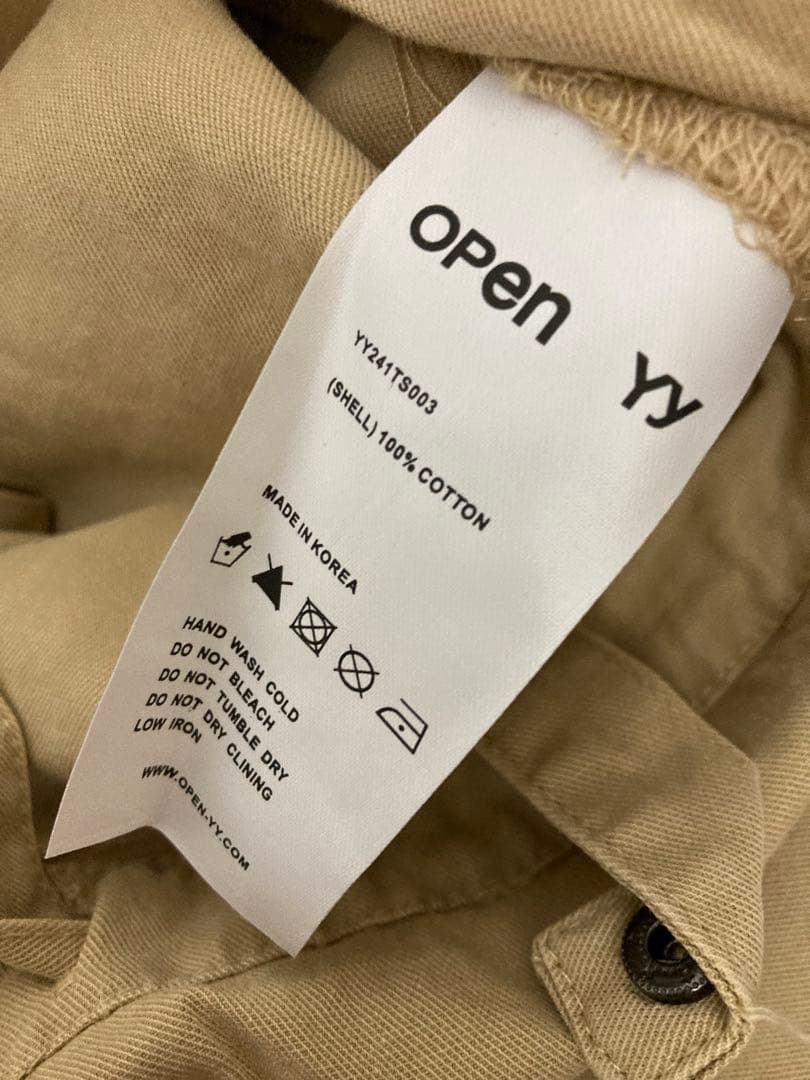 OPen Yy
YY241TS003
(SHELL) 100% COTTON
MADE IN KOREA
HAND WASH COLD
DO NOT BLEACH
DO NOT TUMBLE DRY
DO NOT DRY CLINING
LOW IRON
WWW.OPEN-YY.COM